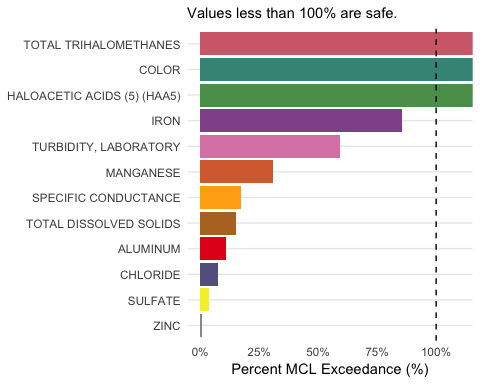 Values less than 100% are safe.
TOTAL TRIHALOMETHANES
COLOR
HALOACETIC ACIDS (5) (HAA5)
IRON
TURBIDITY, LABORATORY
MANGANESE
SPECIFIC CONDUCTANCE
TOTAL DISSOLVED SOLIDS
ALUMINUM
CHLORIDE
SULFATE
ZINC
0% 25% 50% 75% 100%
Percent MCL Exceedance (%)